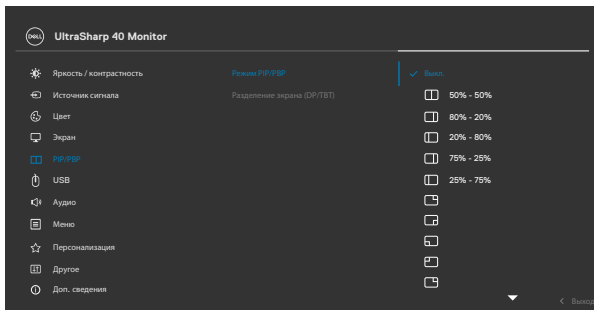 DELL UltraSharp 40 Monitor
Яркость / контрастность Режим PIP/PBP Выкл.
Источник сигнала Разделение экрана (DP/TBT) 50% - 50%
Цвет 80% - 20%
Экран 20% - 80%
PIP/PBP 75% - 25%
USB 25% - 75%
Аудио
Меню
Персонализация
Другое
Доп. сведения
Выход